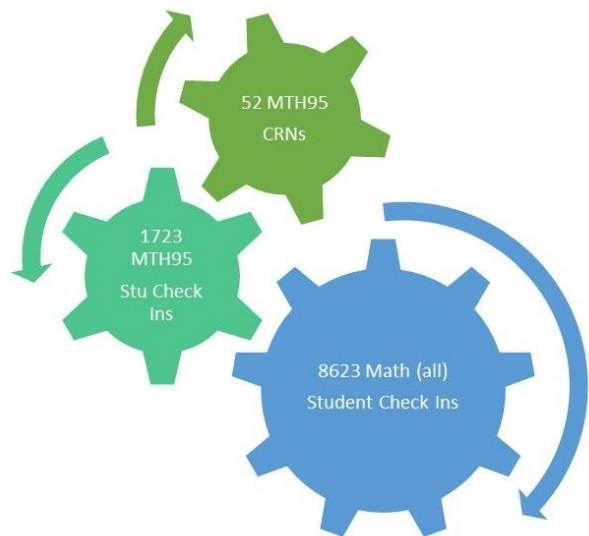 52 MTH95
CRNs
1723
MTH95
Stu Check
Ins
8623 Math (all)
Student Check Ins